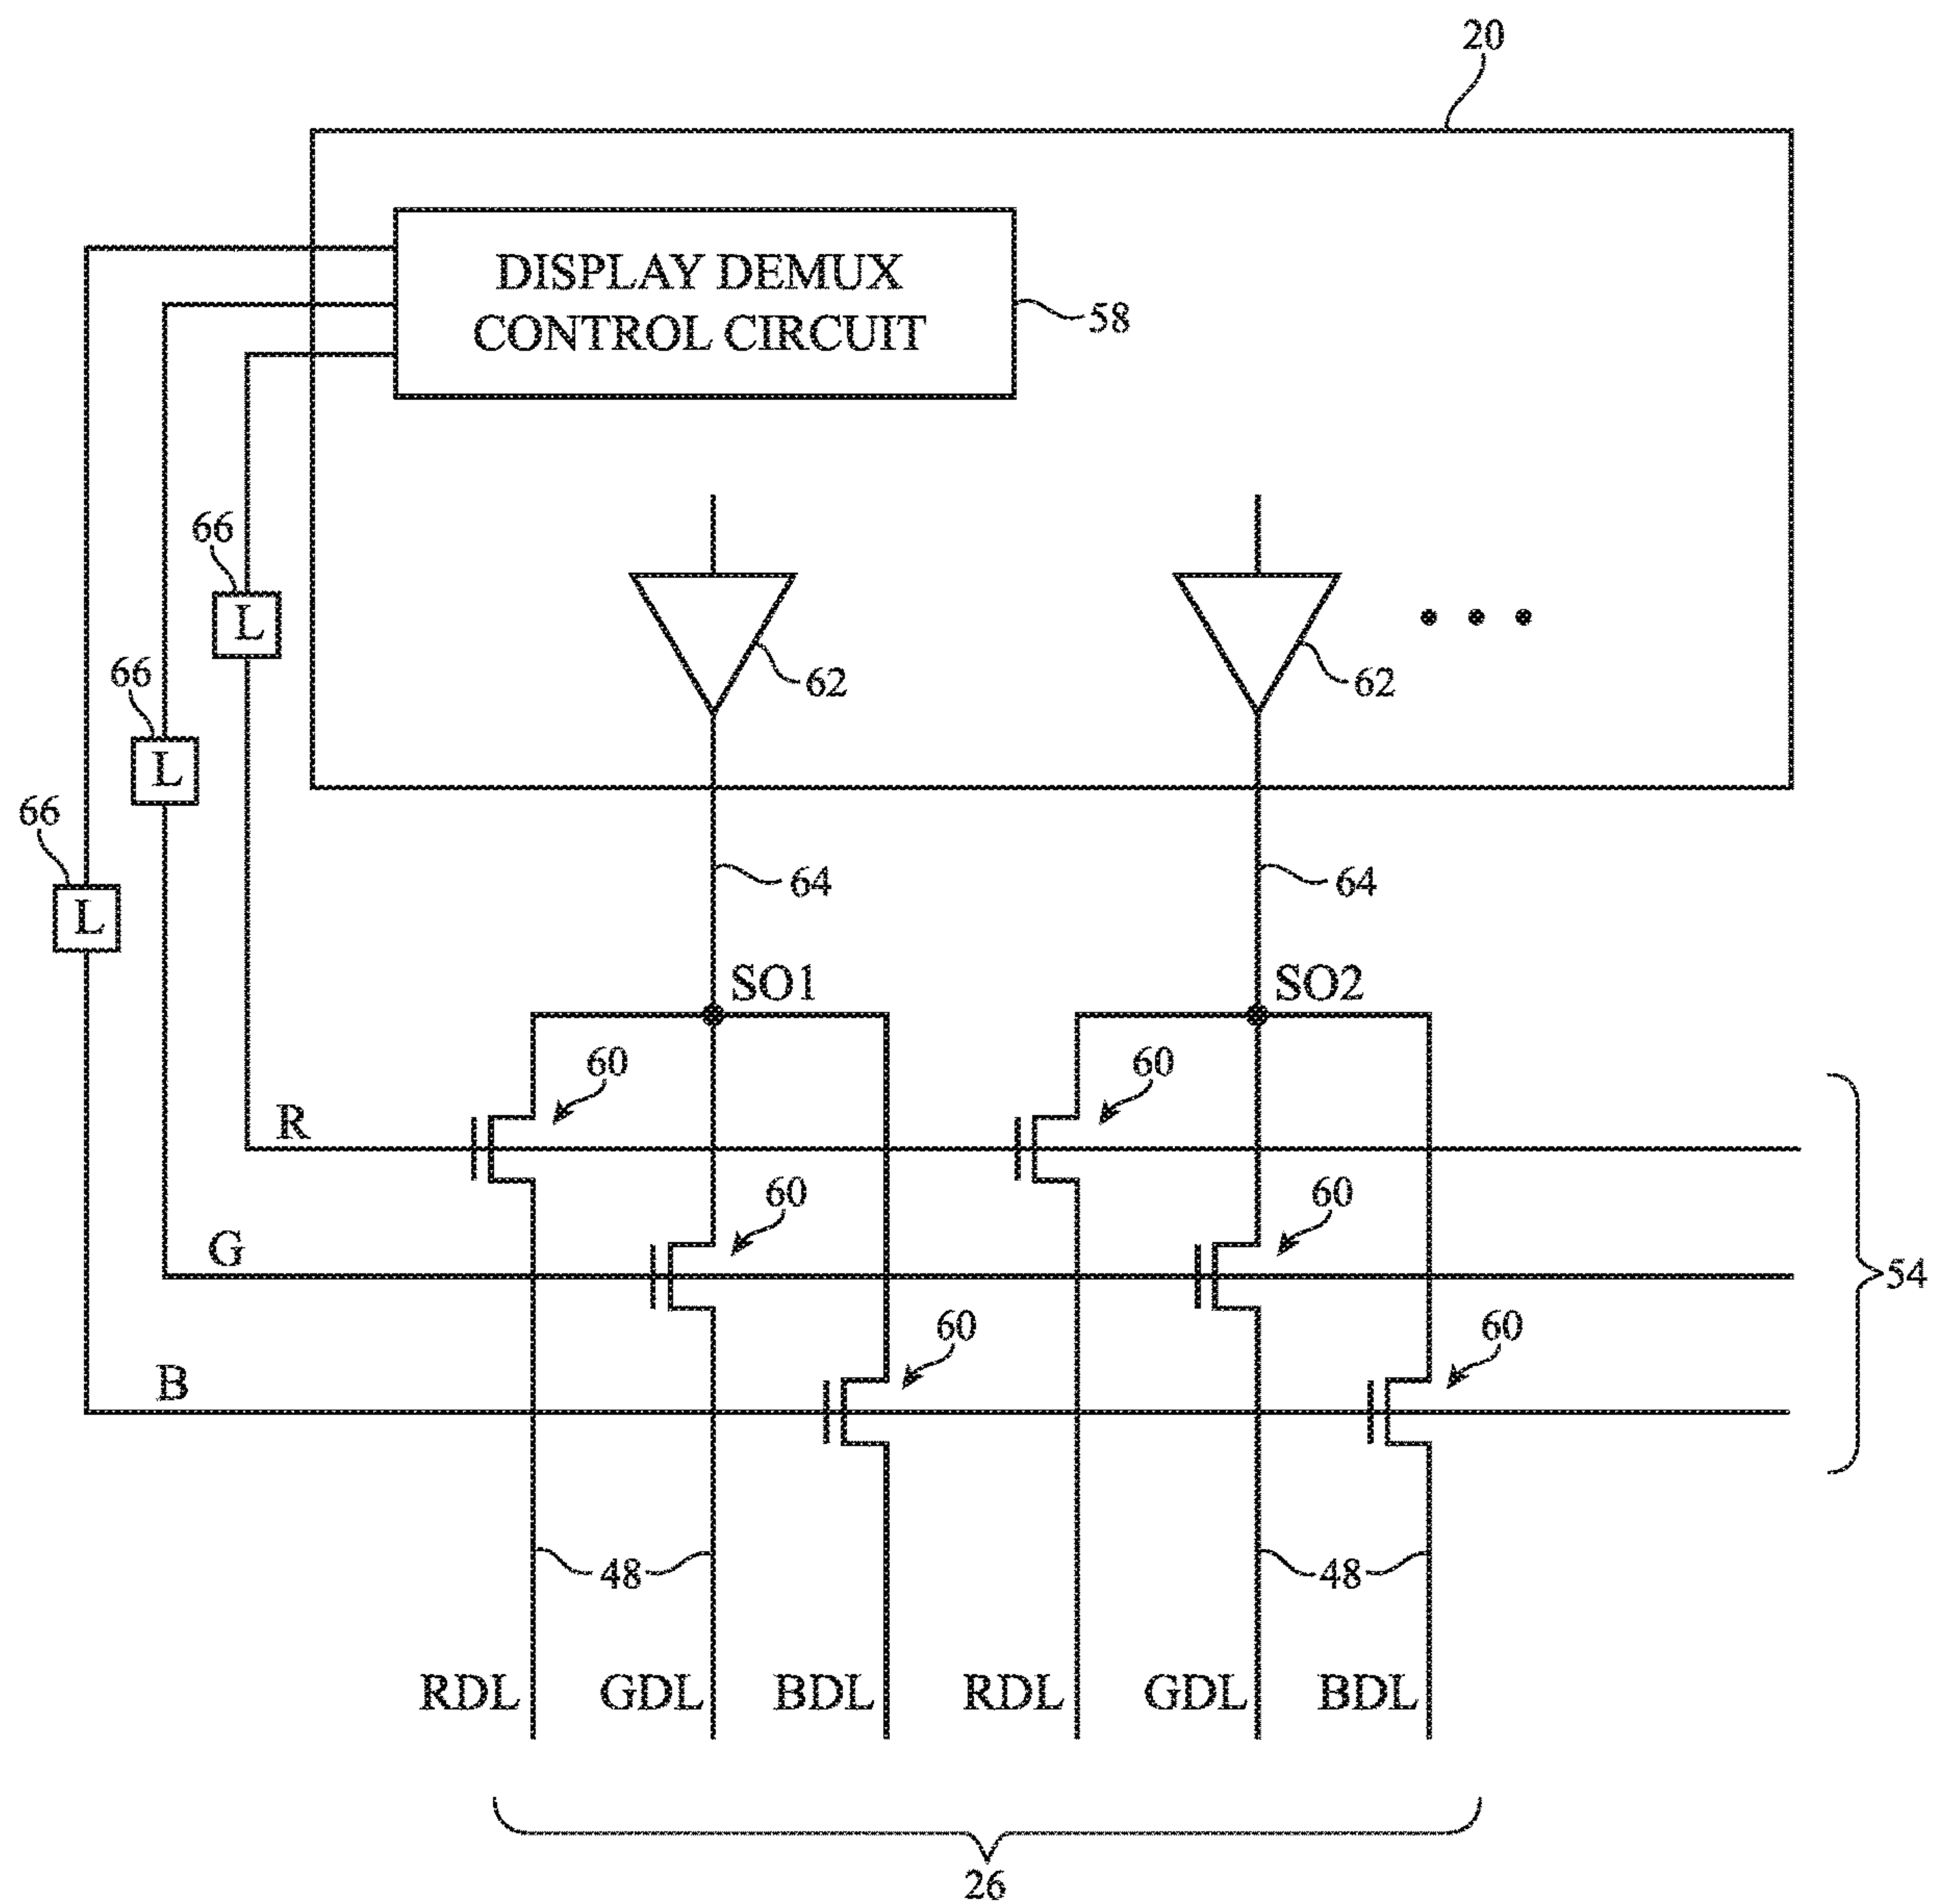 20
DISPLAY DEMUX
CONTROL CIRCUIT
58
66
L
62
62
66
L
66
L
64
64
SO1
SO2
60
60
R
60
60
G
54
60
60
B
48
48
RDL
GDL
BDL
RDL
GDL
BDL
26